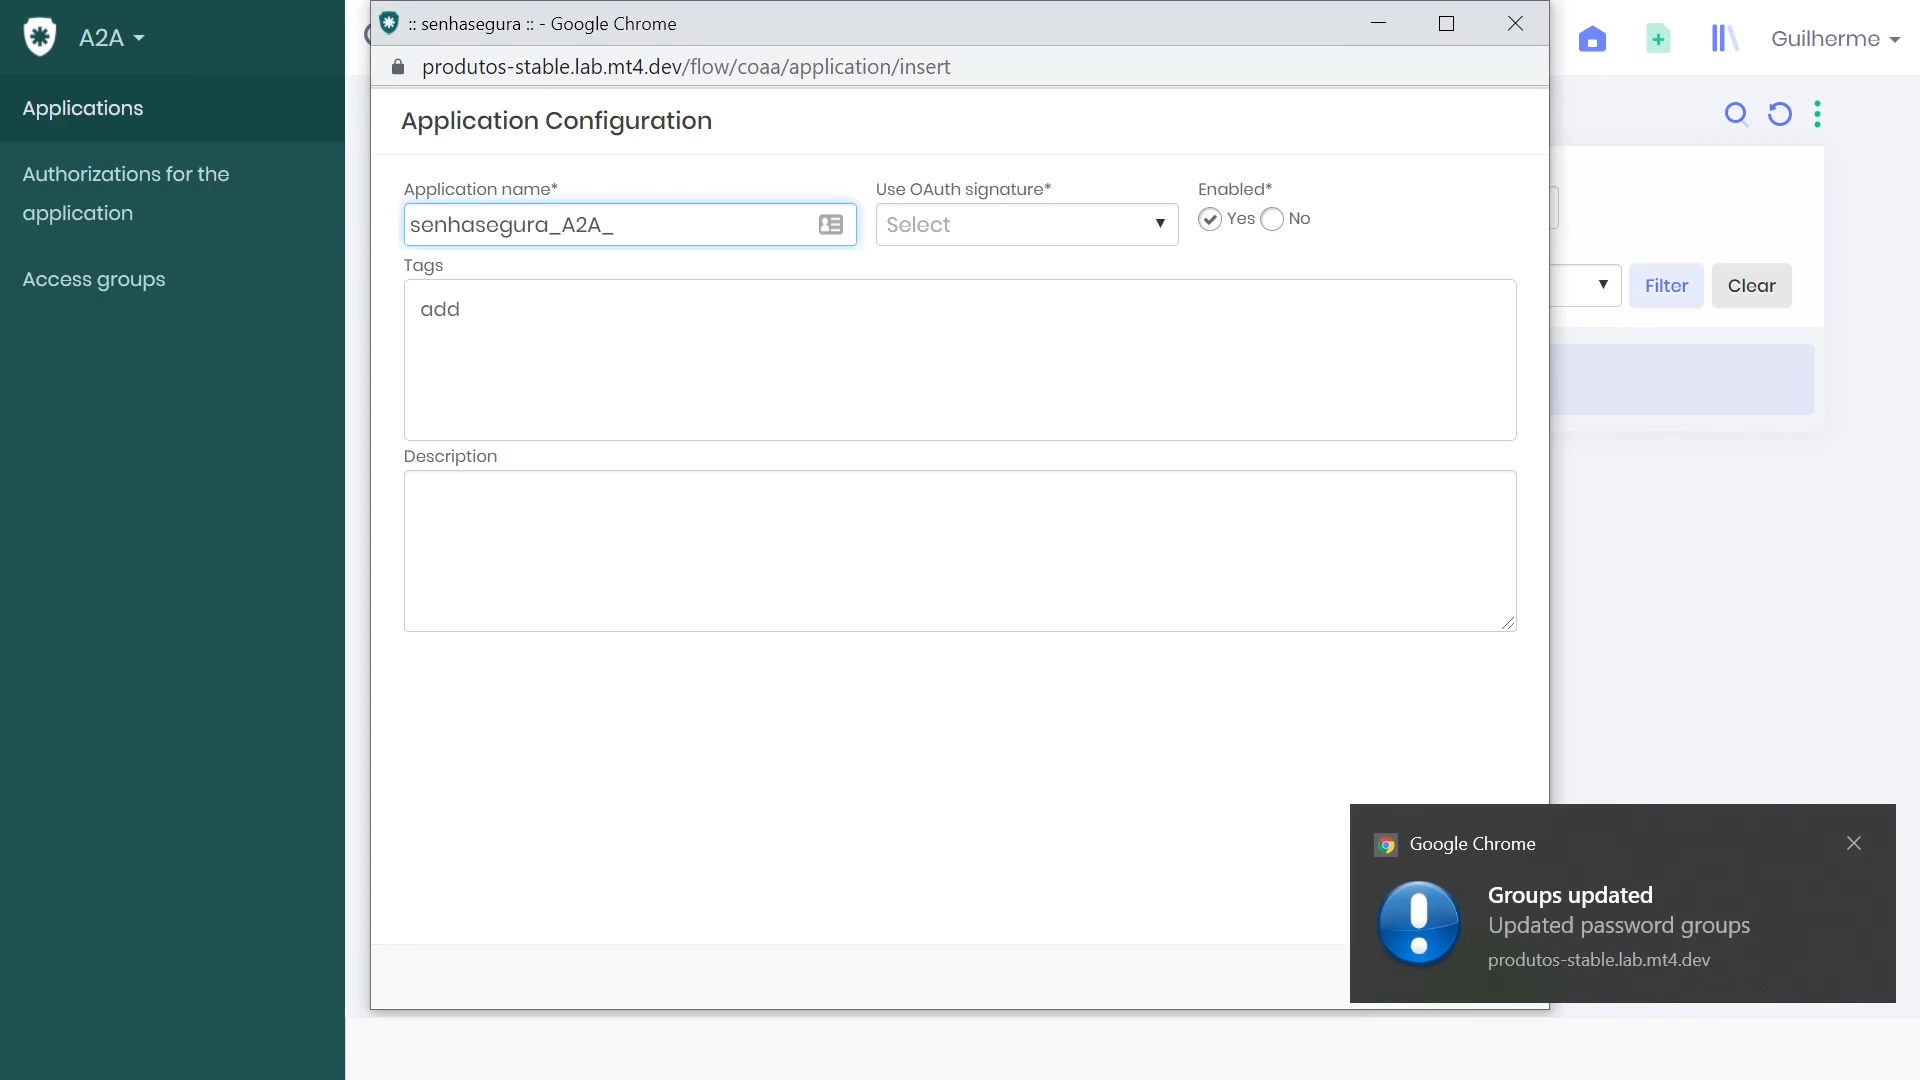 A2A
Applications
Authorizations for the
application
Access groups
:: senhasegura :: - Google Chrome
produtos-stable.lab.mt4.dev/flow/coaa/application/insert
Application Configuration
Application name*
Use OAuth signature*
Enabled*
senhasegura_A2A_
Select
Yes
No
Tags
add
Description
Guilherme
Filter
Clear
Google Chrome
Groups updated
Updated password groups
produtos-stable.lab.mt4.dev